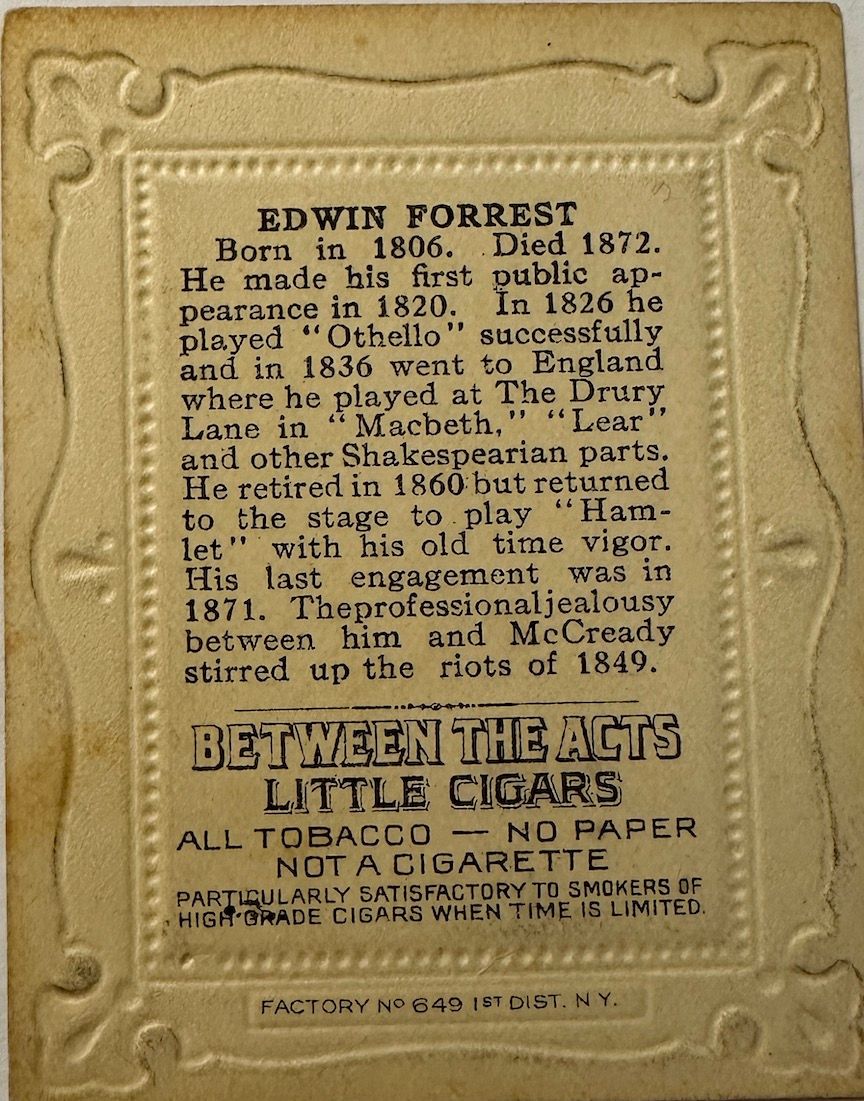 EDWIN FORREST
Born in 1806. Died 1872.
He made his first public ap-
pearance in 1820. In 1826 he
played "Othello" successfully
and in 1836 went to England
where he played at The Drury
Lane in "Macbeth," "Lear"
and other Shakespearian parts.
He retired in 1860 but returned
to the stage to play "Ham-
let" with his old time vigor.
His last engagement was in
1871. Theprofessionaljealousy
between him and McCready
stirred up the riots of 1849.
BETWEEN THE ACTS
LITTLE CIGARS
ALL TOBACCO — NO PAPER
NOT A CIGARETTE
PARTICULARLY SATISFACTORY TO SMOKERS OF
HIGH-GRADE CIGARS WHEN TIME IS LIMITED.
FACTORY Nº 649 1ST DIST. N Y.